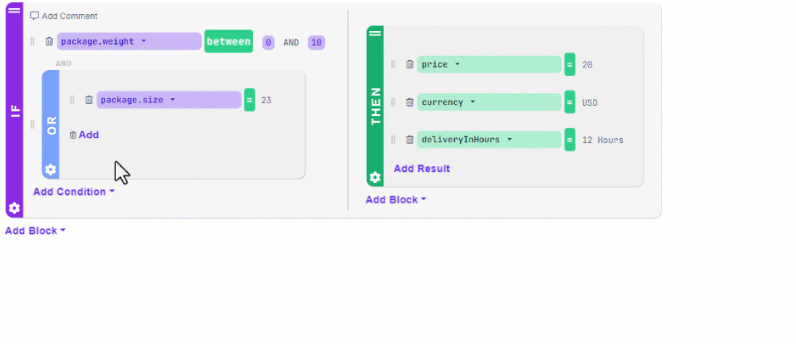 Add Comment
IF
package.weight between 0 AND 10
AND
OR
package.size = 23
Add
Add Condition
THEN
price = 20
currency = USD
deliveryInHours = 12 Hours
Add Result
Add Block
Add Block